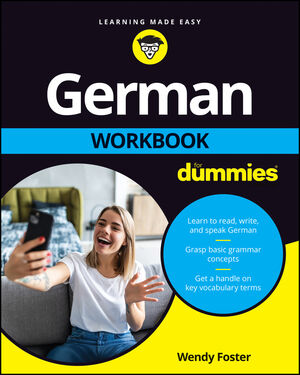 LEARNING MADE EASY
German
WORKBOOK
for
dummies®
Learn to read, write,
and speak German
Grasp basic grammar
concepts
Get a handle on
key vocabulary terms
Wendy Foster